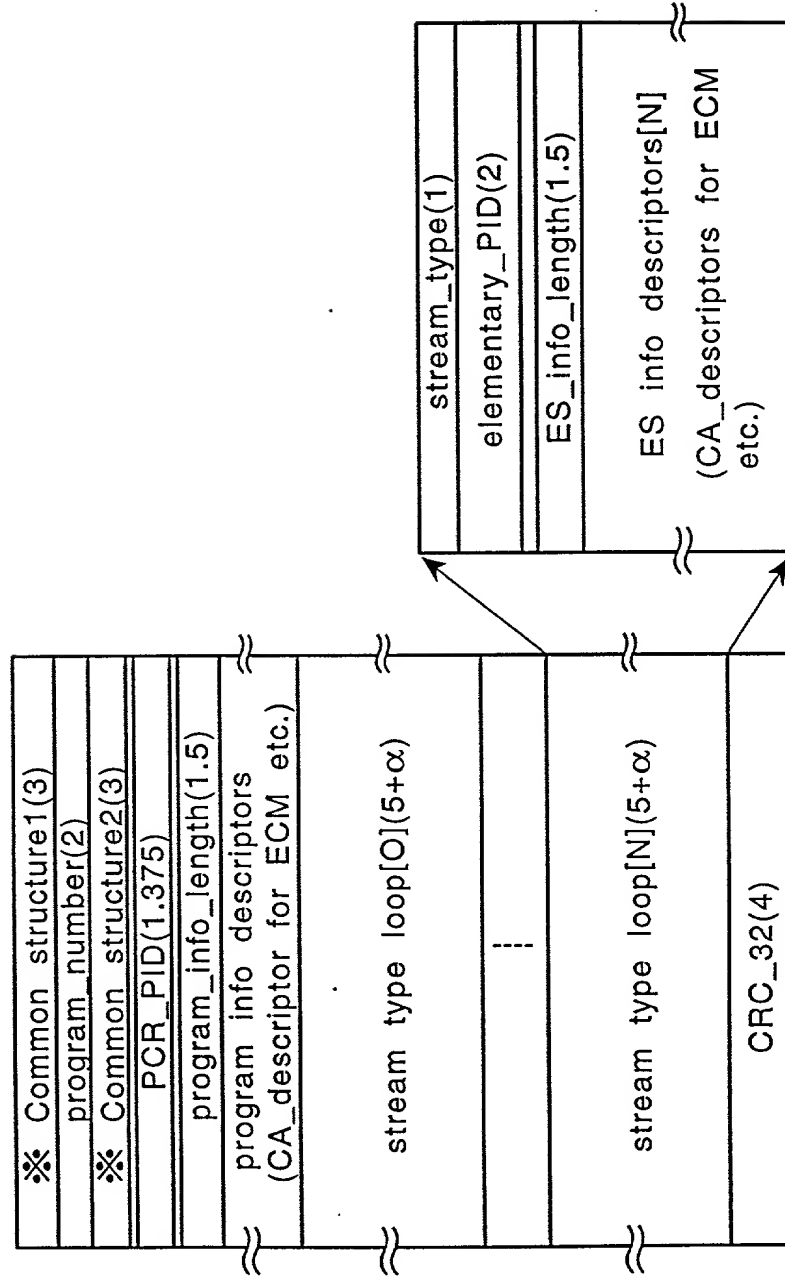 ※ Common structure1(3)
program_number(2)
※ Common structure2(3)
PCR_PID(1.375)
program_info_length(1.5)
program info descriptors
(CA_descriptor for ECM etc.)
stream type loop[O](5+α)
stream type loop[N](5+α)
CRC_32(4)
stream_type(1)
elementary_PID(2)
ES_info_length(1.5)
ES info descriptors[N]
(CA_descriptors for ECM
etc.)